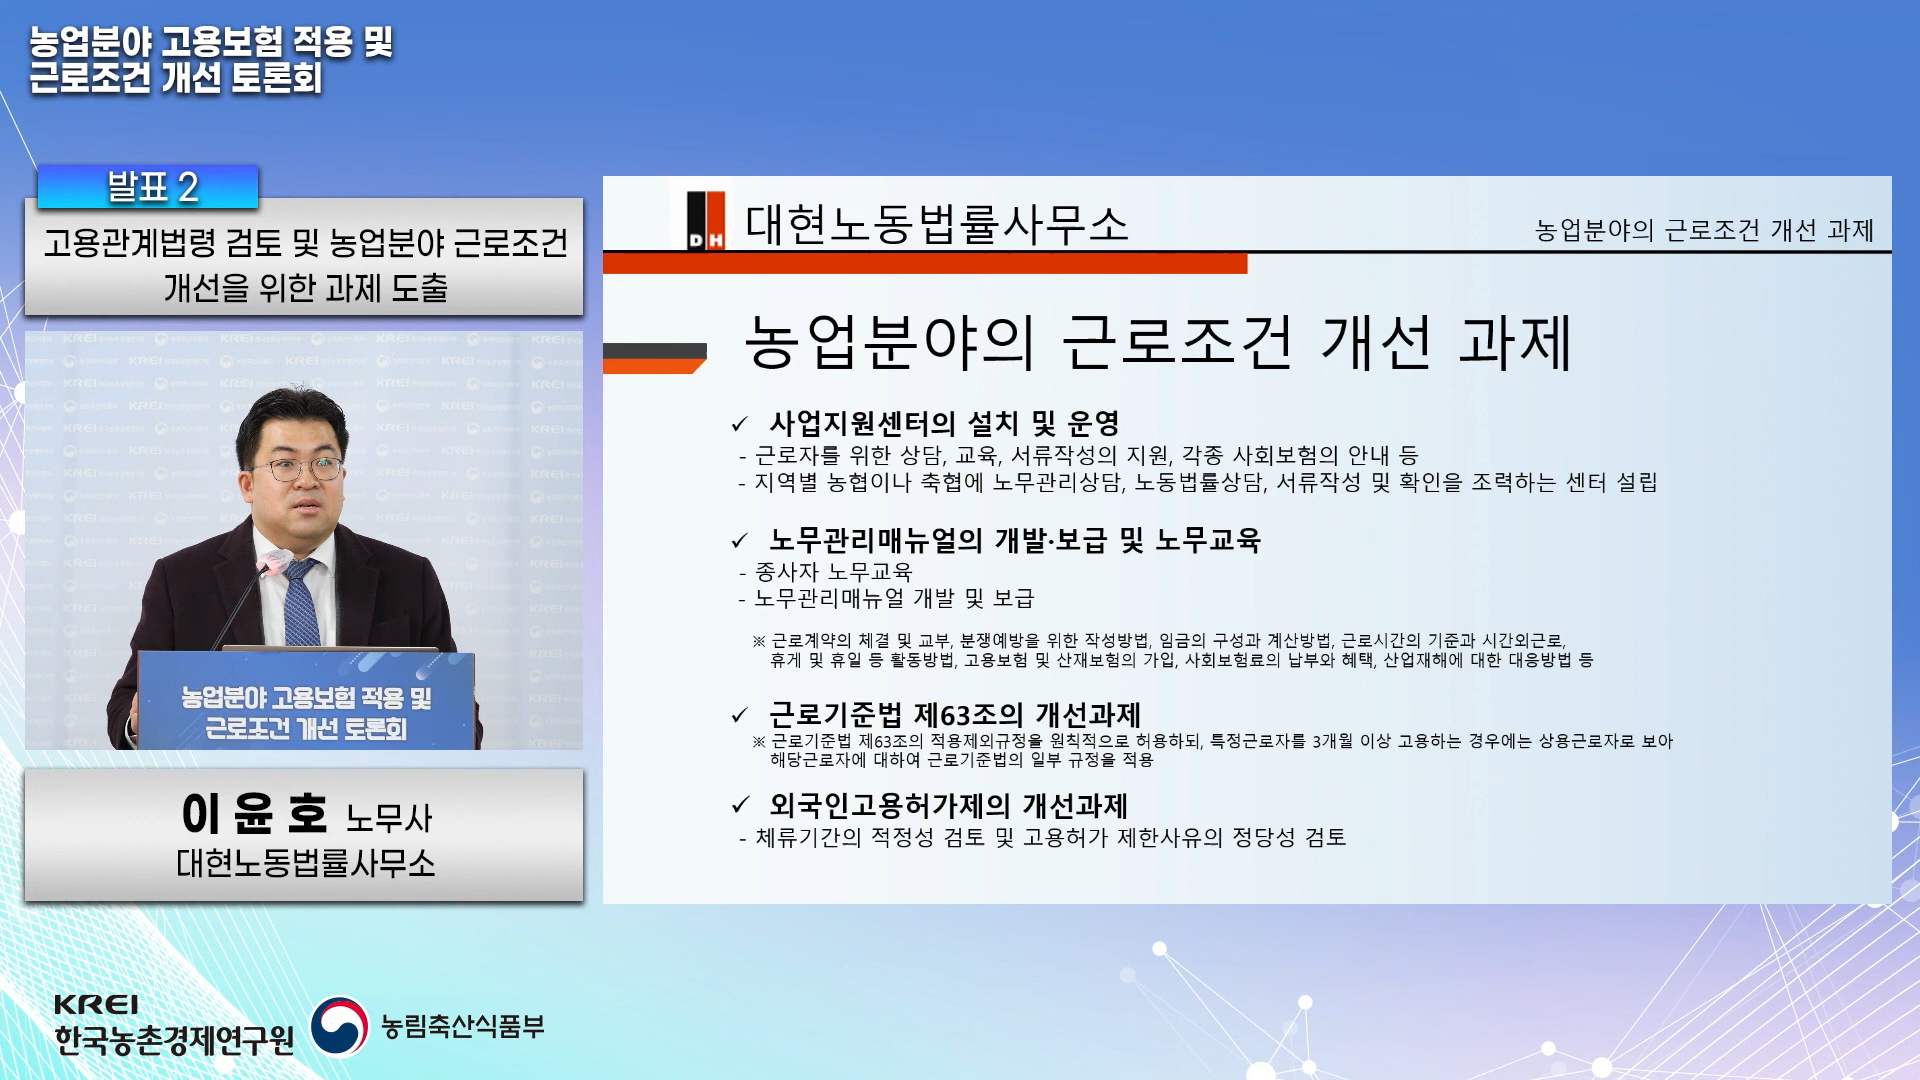 농업분야 고용보험 적용 및
근로조건 개선 토론회
발표 2
고용관계법령 검토 및 농업분야 근로조건
개선을 위한 과제 도출
농업분야 고용보험 적용 및
근로조건 개선 토론회
이윤호 노무사
대현노동법률사무소
DH 대현노동법률사무소
농업분야의 근로조건 개선 과제
농업분야의 근로조건 개선 과제
✓ 사업지원센터의 설치 및 운영
- 근로자를 위한 상담, 교육, 서류작성의 지원, 각종 사회보험의 안내 등
- 지역별 농협이나 축협에 노무관리상담, 노동법률상담, 서류작성 및 확인을 조력하는 센터 설립
✓ 노무관리매뉴얼의 개발·보급 및 노무교육
- 종사자 노무교육
- 노무관리매뉴얼 개발 및 보급
※ 근로계약의 체결 및 교부, 분쟁예방을 위한 작성방법, 임금의 구성과 계산방법, 근로시간의 기준과 시간외근로,
휴게 및 휴일 등 활동방법, 고용보험 및 산재보험의 가입, 사회보험료의 납부와 혜택, 산업재해에 대한 대응방법 등
✓ 근로기준법 제63조의 개선과제
※ 근로기준법 제63조의 적용제외규정을 원칙적으로 허용하되, 특정근로자를 3개월 이상 고용하는 경우에는 상용근로자로 보아
해당근로자에 대하여 근로기준법의 일부 규정을 적용
✓ 외국인고용허가제의 개선과제
- 체류기간의 적정성 검토 및 고용허가 제한사유의 정당성 검토
KREI
한국농촌경제연구원
농림축산식품부